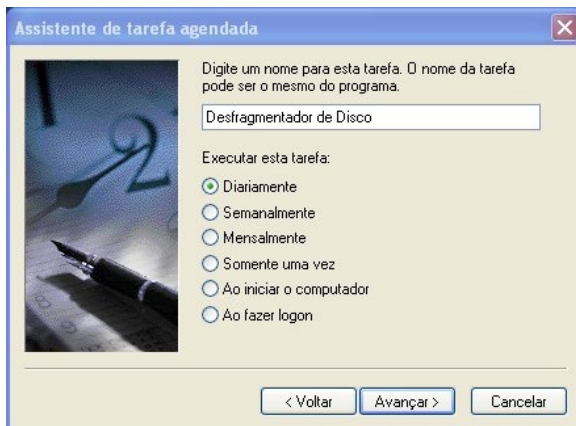 Assistente de tarefa agendada
Digite um nome para esta tarefa. O nome da tarefa
pode ser o mesmo do programa.
Desfragmentador de Disco
Executar esta tarefa:
Diariamente
Semanalmente
Mensalmente
Somente uma vez
Ao iniciar o computador
Ao fazer logon
< Voltar
Avançar >
Cancelar